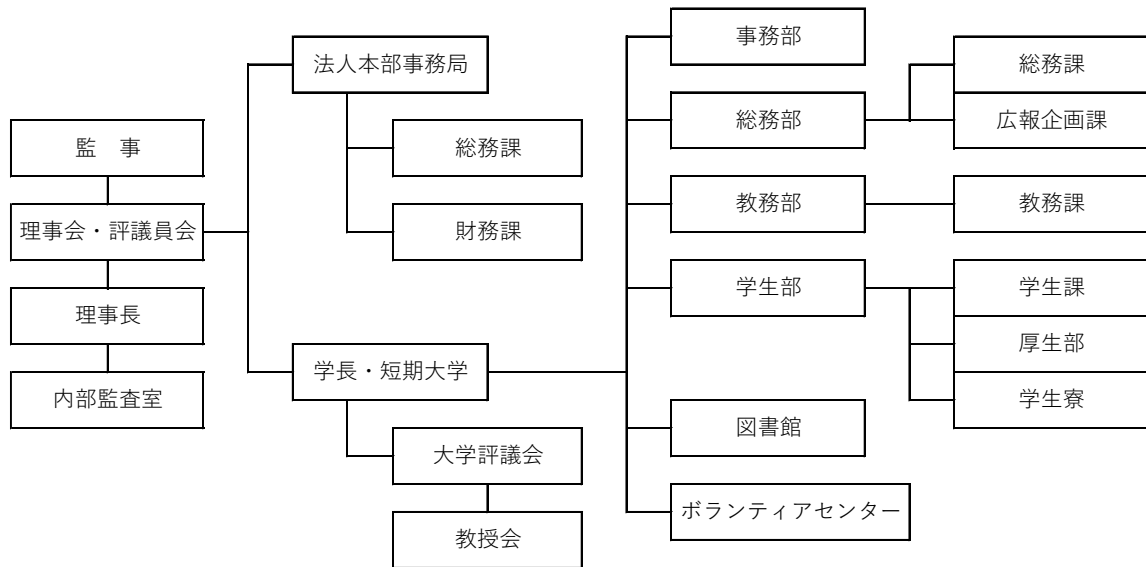 監　事
理事会・評議員会
理事長
内部監査室
法人本部事務局
総務課
財務課
学長・短期大学
大学評議会
教授会
事務部
総務部
総務課
広報企画課
教務部
教務課
学生部
学生課
厚生部
学生寮
図書館
ボランティアセンター